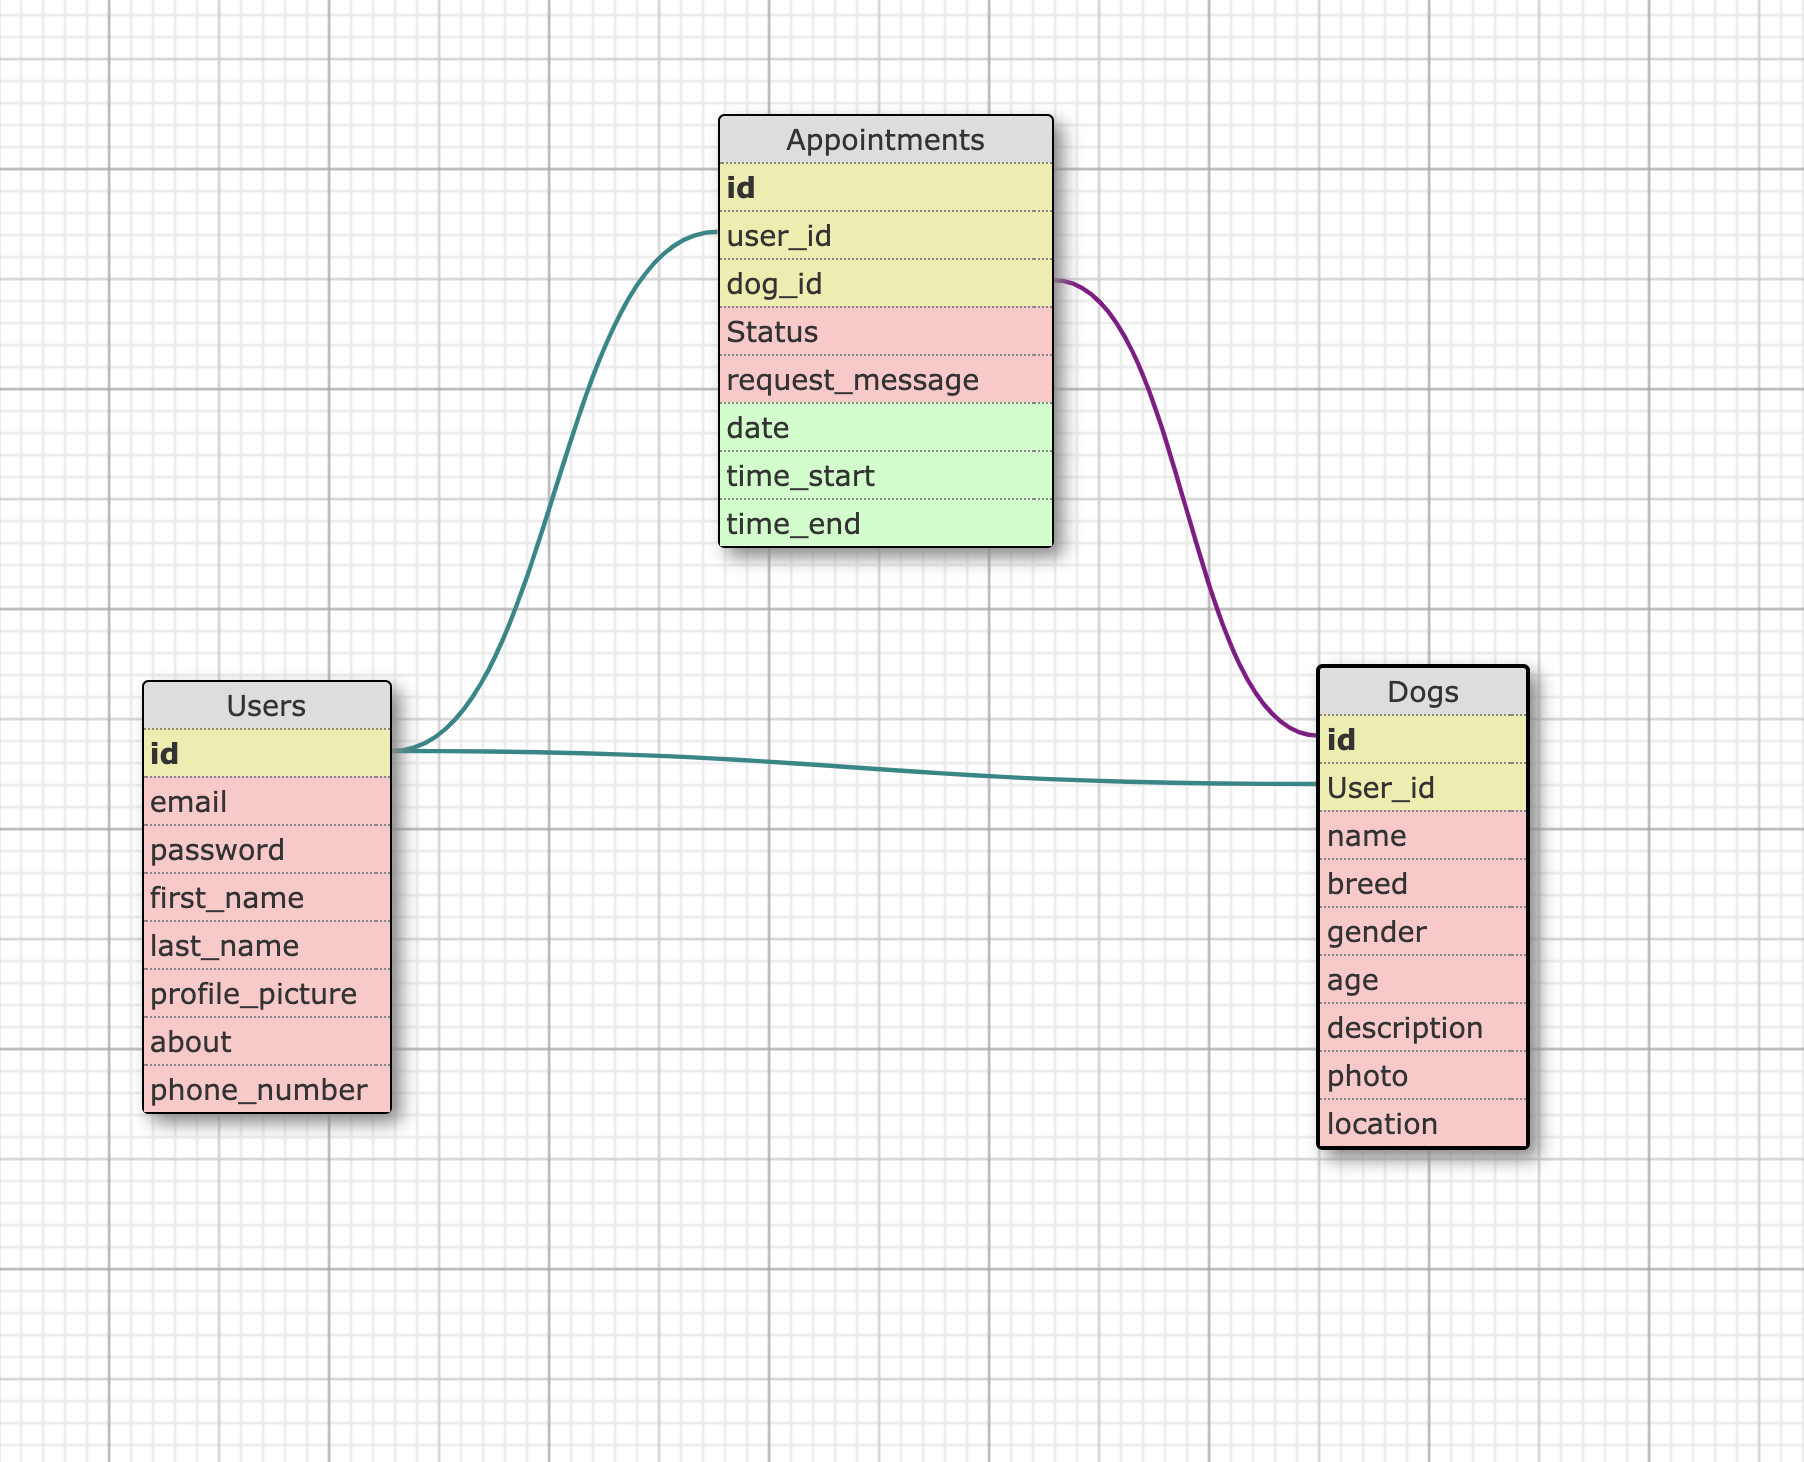 Appointments
id
user_id
dog_id
Status
request_message
date
time_start
time_end
Users
id
email
password
first_name
last_name
profile_picture
about
phone_number
Dogs
id
User_id
name
breed
gender
age
description
photo
location